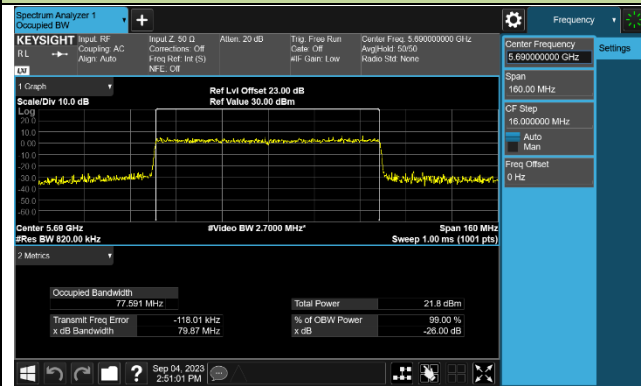 Spectrum Analyzer 1
Occupied BW
Frequency
KEYSIGHT
Input: RF
Input Z: 50 Ω
Atten: 20 dB
Trig: Free Run
Center Freq: 5.690000000 GHz
RL
Coupling: AC
Corrections: Off
Gate: Off
Avg|Hold: 50/50
Align: Auto
Freq Ref: Int (S)
#IF Gain: Low
Radio Std: None
NFE: Off
LXI
Center Frequency
5.690000000 GHz
Settings
Span
160.00 MHz
CF Step
16.000000 MHz
Auto
Man
Freq Offset
0 Hz
1 Graph
Ref Lvl Offset 23.00 dB
Scale/Div 10.0 dB
Ref Value 30.00 dBm
Log
20.0
10.0
0.00
-10.0
-20.0
-30.0
-40.0
-50.0
-60.0
Center 5.69 GHz
#Video BW 2.7000 MHz*
Span 160 MHz
#Res BW 820.00 kHz
Sweep 1.00 ms (1001 pts)
2 Metrics
Occupied Bandwidth
77.591 MHz
Total Power
21.8 dBm
Transmit Freq Error
-118.01 kHz
% of OBW Power
99.00 %
x dB Bandwidth
79.87 MHz
x dB
-26.00 dB
Sep 04, 2023
2:51:01 PM